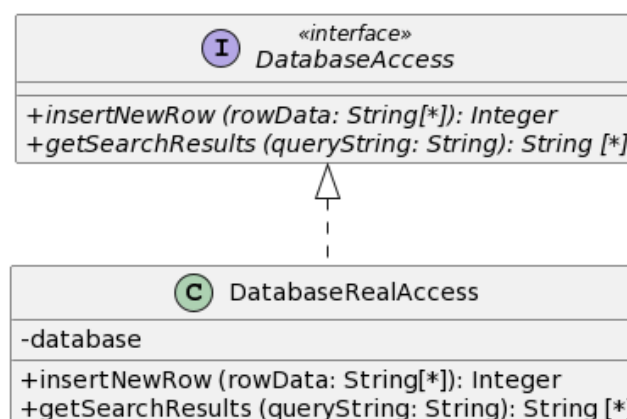 I
«interface»
DatabaseAccess
+insertNewRow (rowData: String[*]): Integer
+getSearchResults (queryString: String): String [*]
C
DatabaseRealAccess
-database
+insertNewRow (rowData: String[*]): Integer
+getSearchResults (queryString: String): String [*